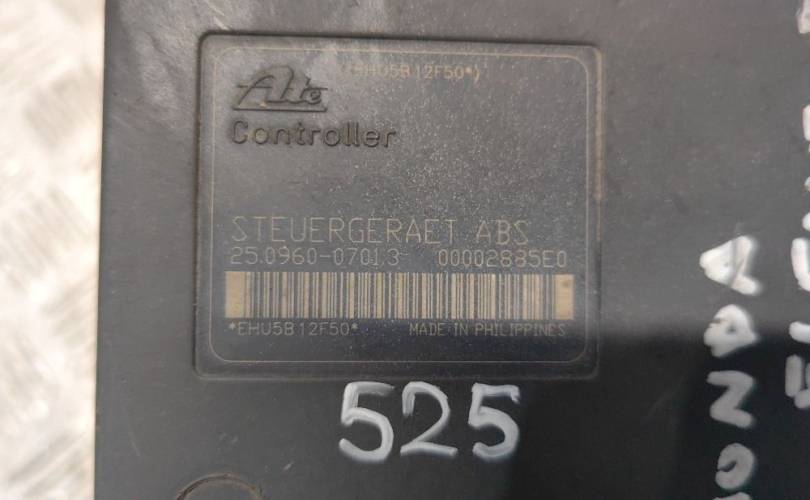 (*EHU5B12F50*)
Ate
Controller
STEUERGERAET ABS
25.0960-0701.3 00002885E0
*EHU5B12F50* MADE IN PHILIPPINES
525